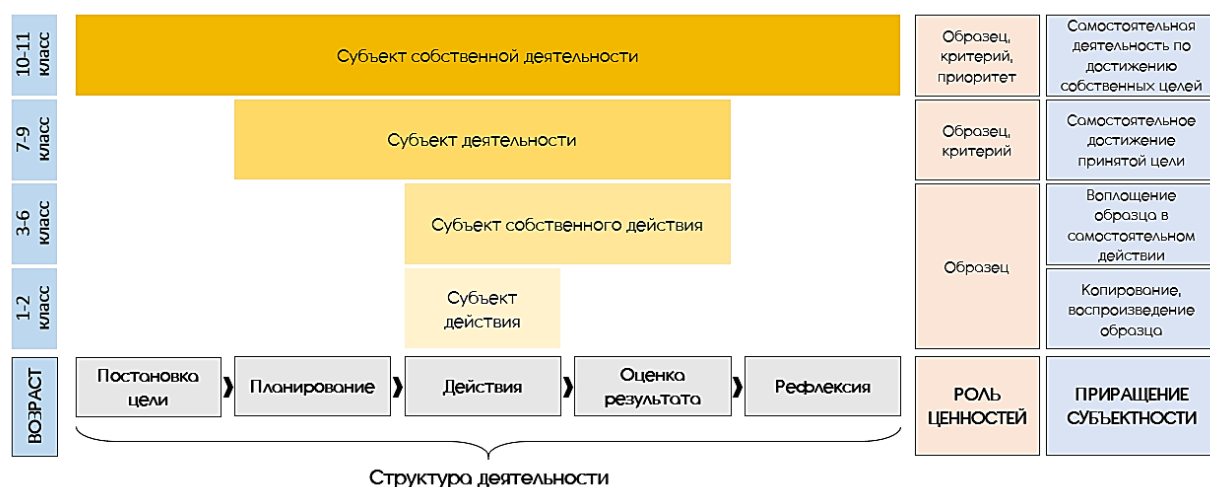 10-11
класс
Субъект собственной деятельности
Образец,
критерий,
приоритет
Самостоятельная
деятельность по
достижению
собственных целей
7-9
класс
Субъект деятельности
Образец,
критерий
Самостоятельное
достижение
принятой цели
3-6
класс
Субъект собственного действия
Воплощение
образца в
самостоятельном
действии
Образец
1-2
класс
Субъект
действия
Копирование,
воспроизведение
образца
ВОЗРАСТ
Постановка
цели
Планирование
Действия
Оценка
результата
Рефлексия
РОЛЬ
ЦЕННОСТЕЙ
ПРИРАЩЕНИЕ
СУБЪЕКТНОСТИ
Структура деятельности